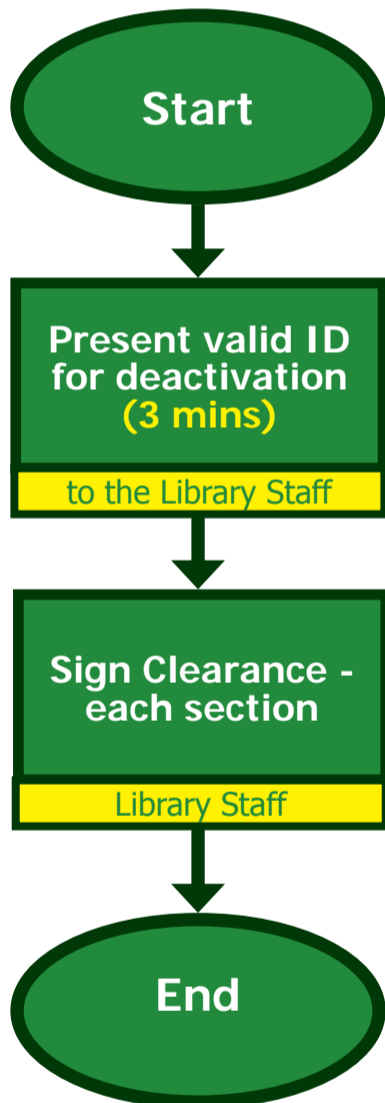 Start
Present valid ID
for deactivation
(3 mins)
to the Library Staff
Sign Clearance -
each section
Library Staff
End